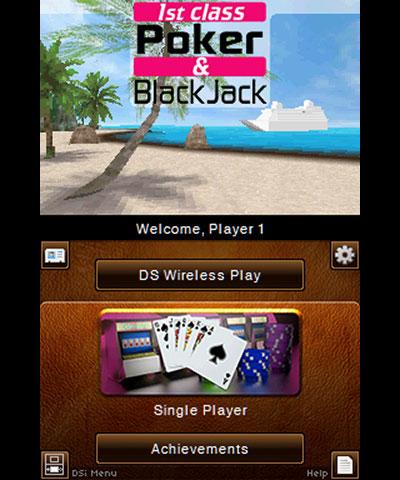 1st class
Poker
&
BlackJack
Welcome, Player 1
DS Wireless Play
Single Player
Achievements
DSi Menu
Help